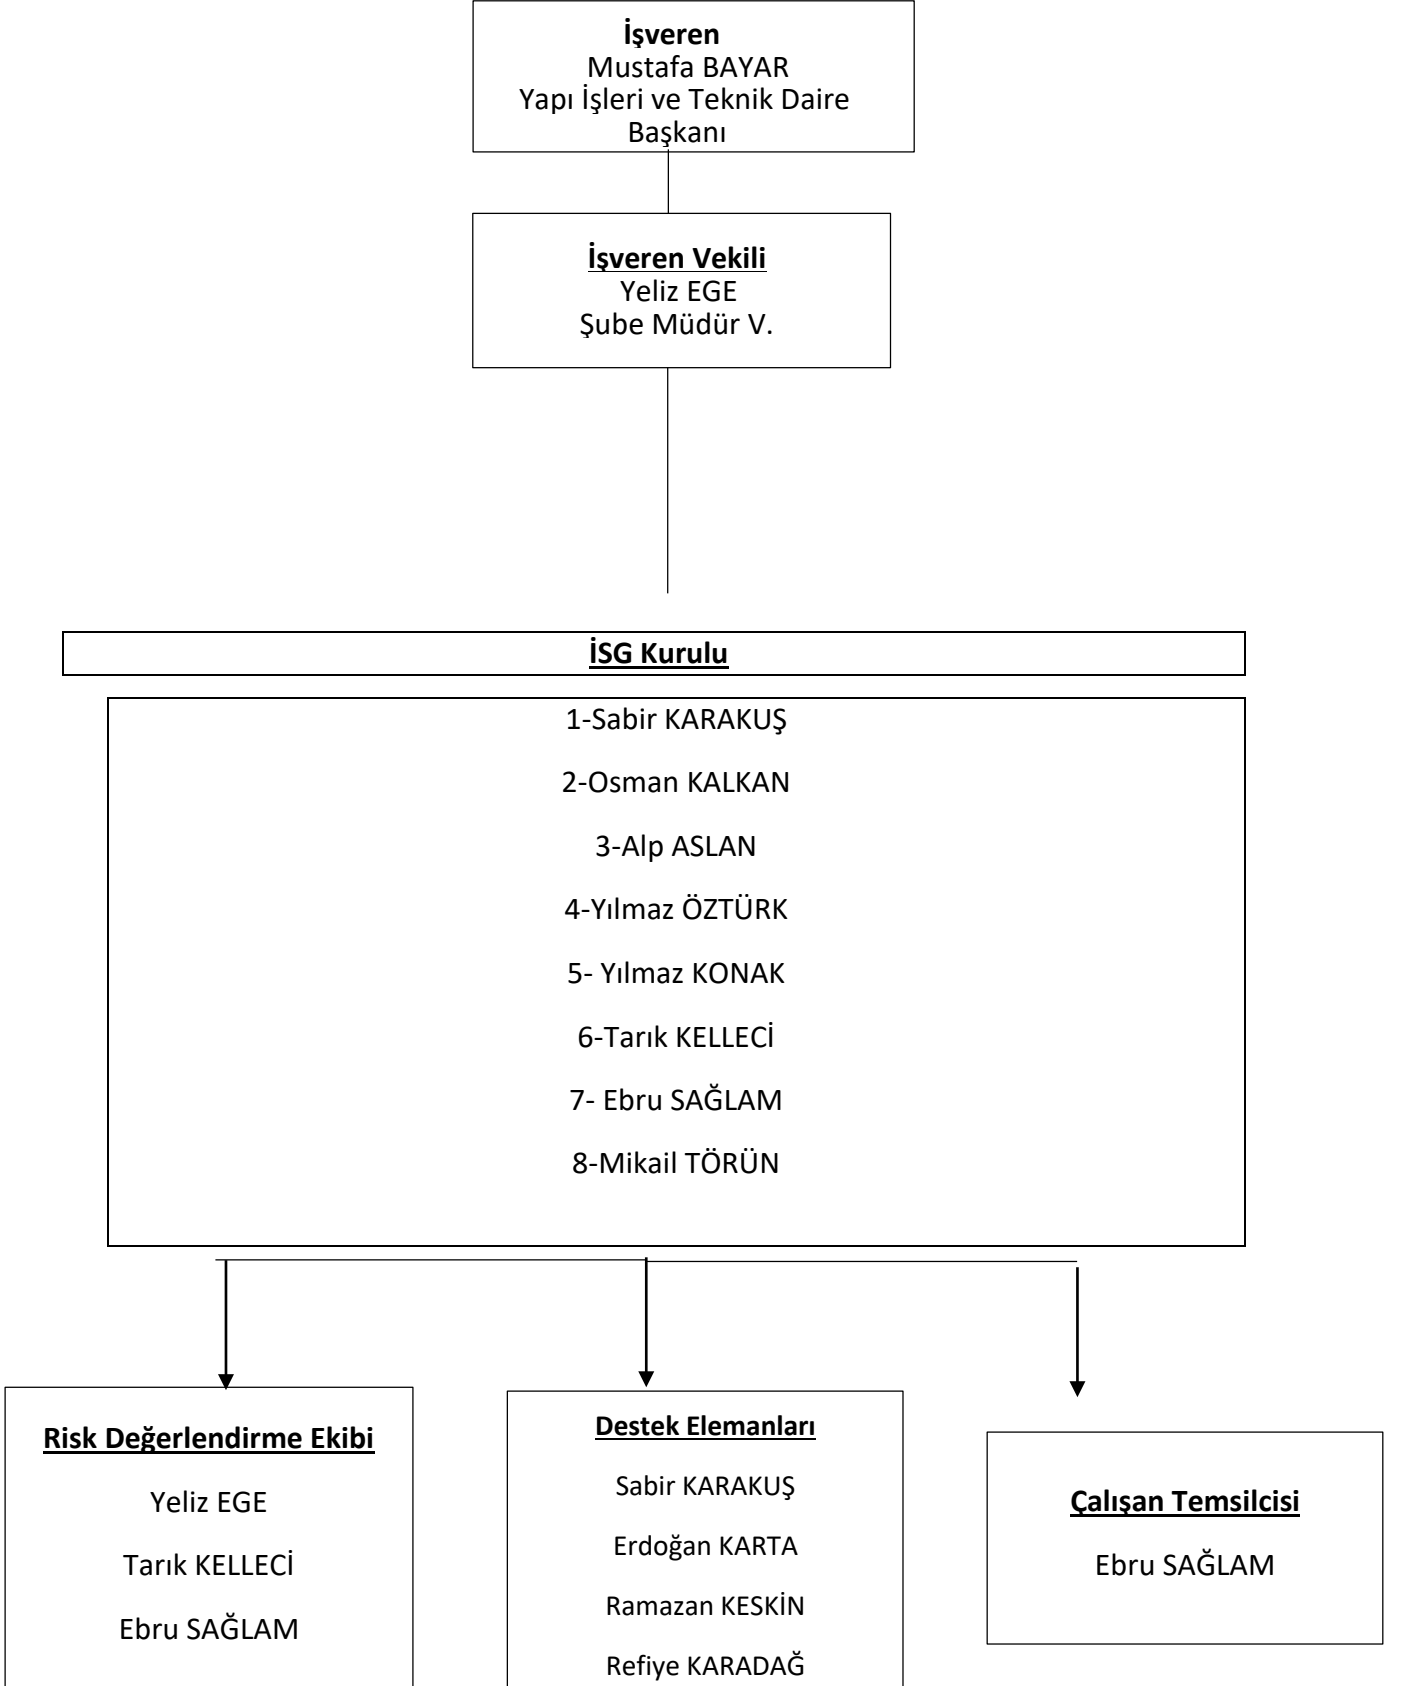 İşveren
Mustafa BAYAR
Yapı İşleri ve Teknik Daire
Başkanı
İşveren Vekili
Yeliz EGE
Şube Müdür V.
İSG Kurulu
1-Sabir KARAKUŞ
2-Osman KALKAN
3-Alp ASLAN
4-Yılmaz ÖZTÜRK
5- Yılmaz KONAK
6-Tarık KELLECİ
7- Ebru SAĞLAM
8-Mikail TÖRÜN
Risk Değerlendirme Ekibi
Yeliz EGE
Tarık KELLECİ
Ebru SAĞLAM
Destek Elemanları
Sabir KARAKUŞ
Erdoğan KARTA
Ramazan KESKİN
Refiye KARADAĞ
Çalışan Temsilcisi
Ebru SAĞLAM